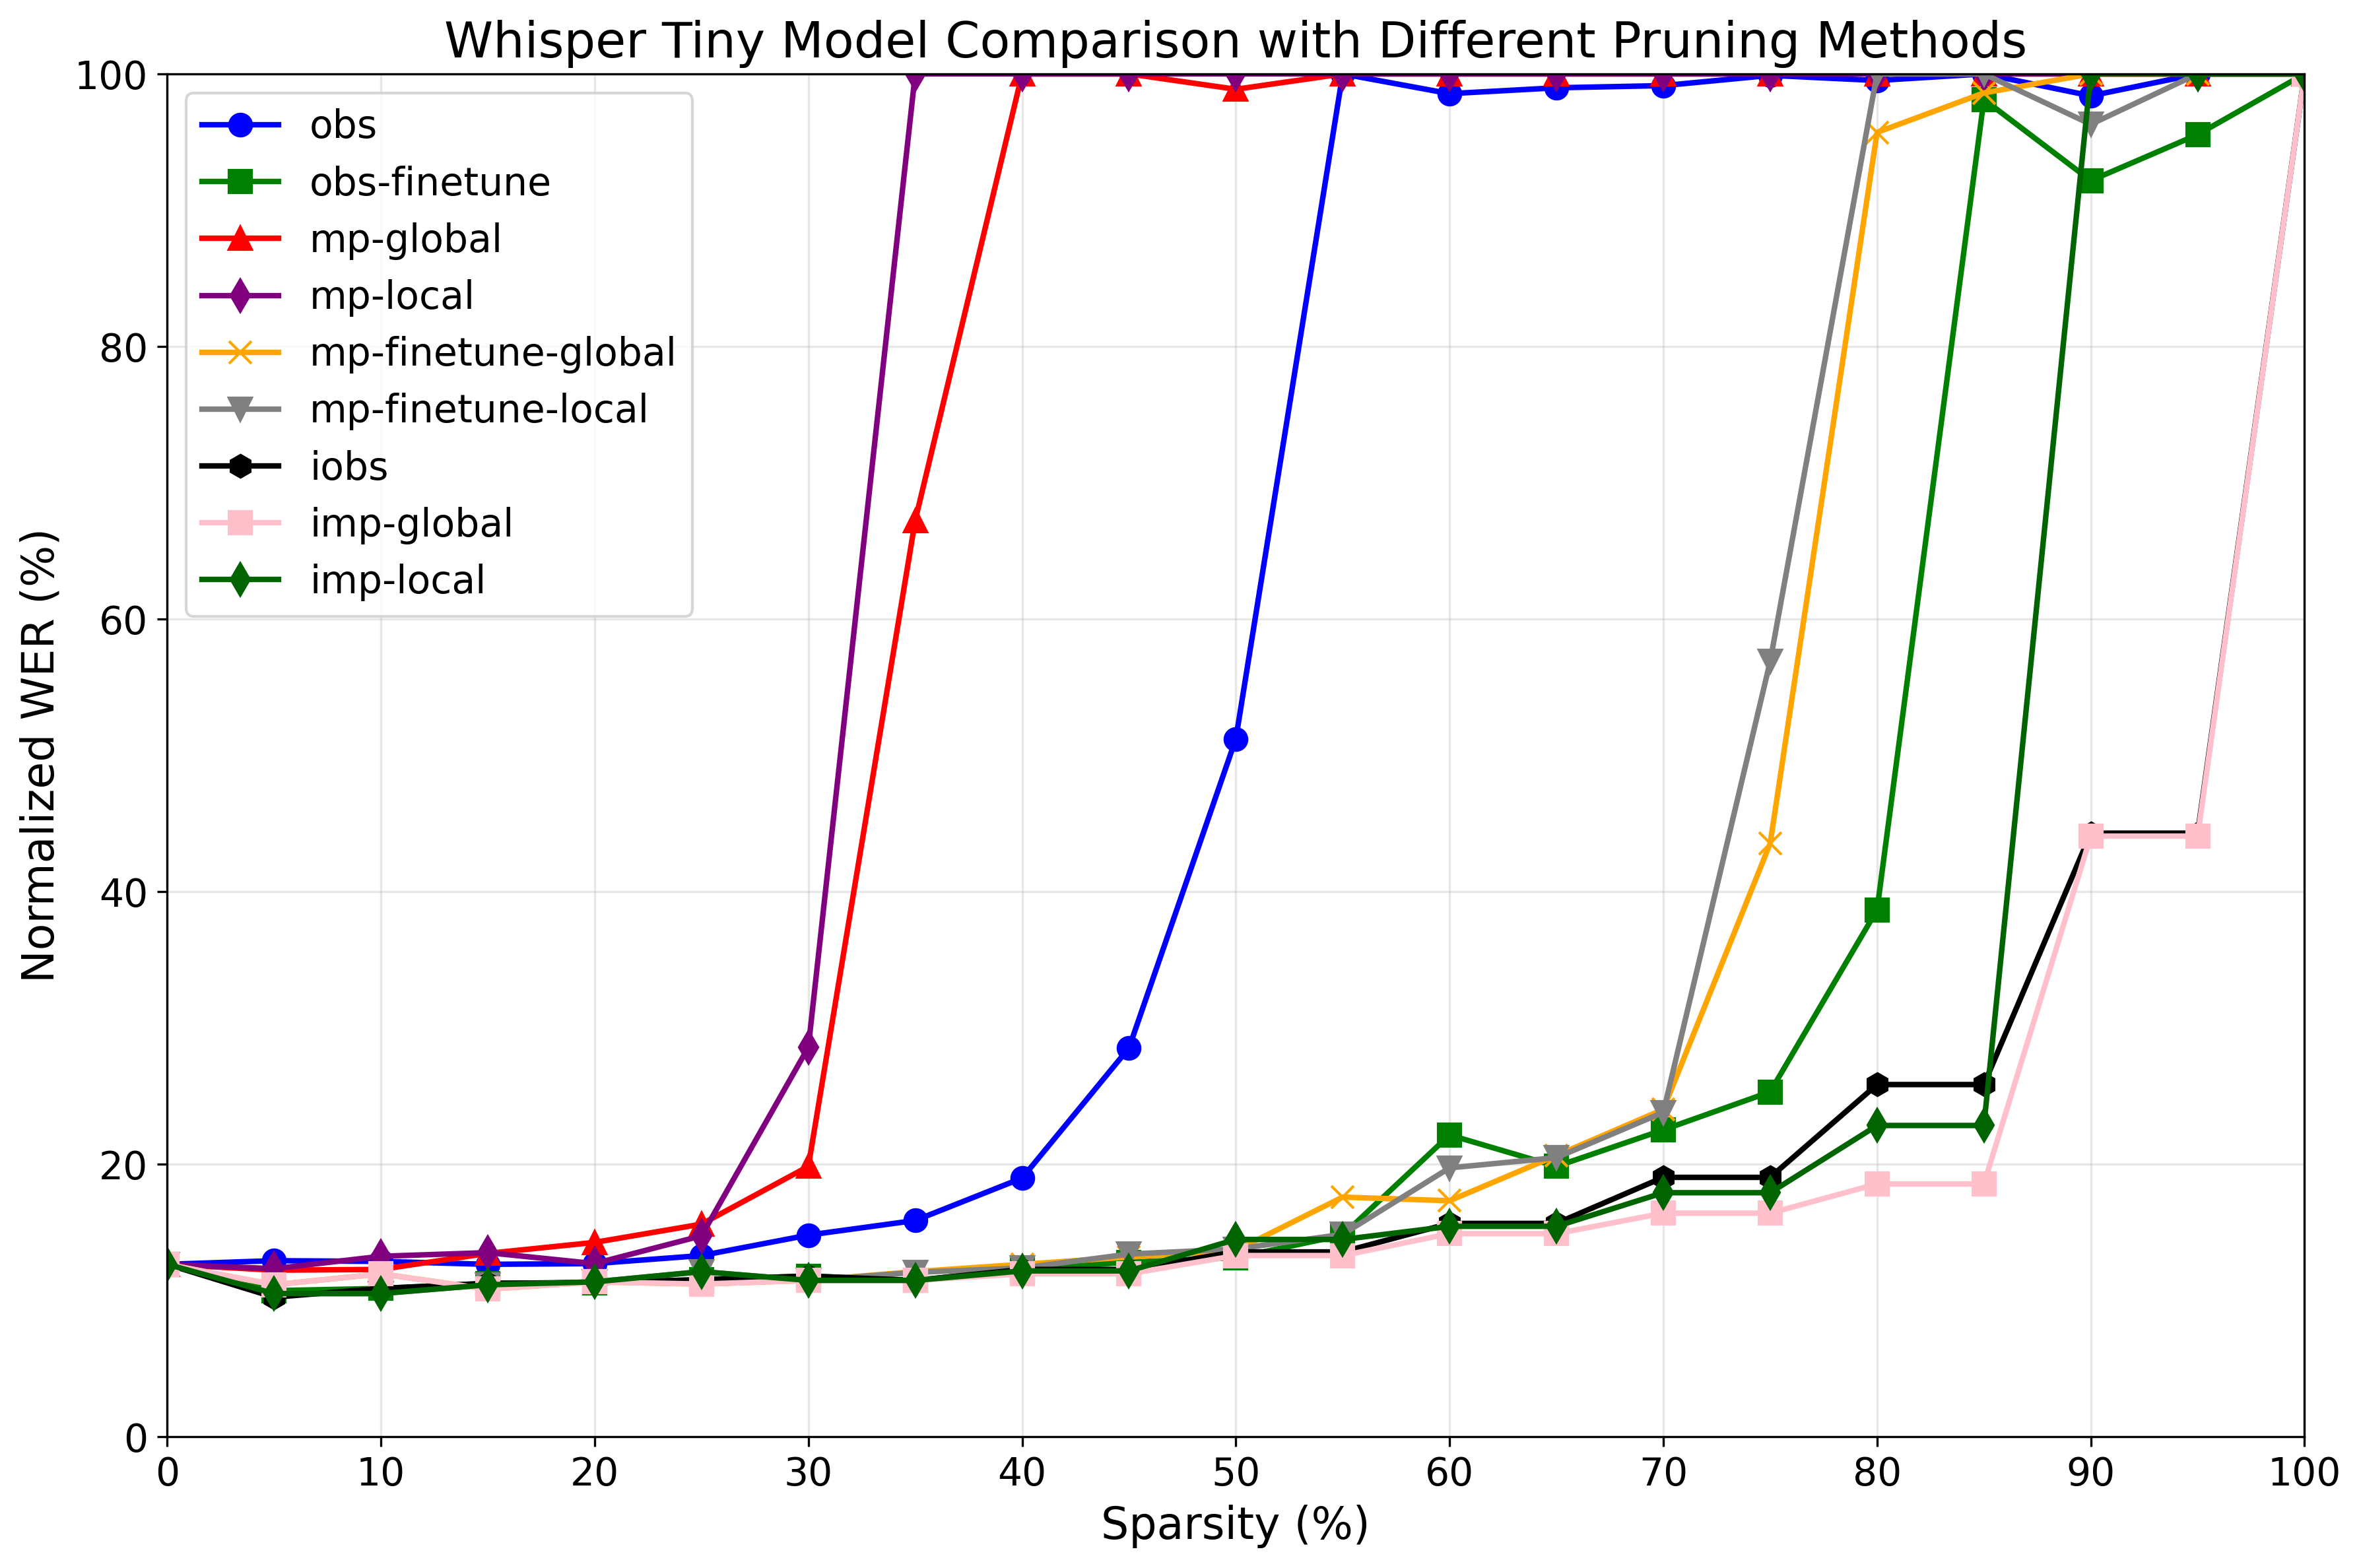 Whisper Tiny Model Comparison with Different Pruning Methods
100
80
60
40
20
0
Normalized WER (%)
obs
obs-finetune
mp-global
mp-local
mp-finetune-global
mp-finetune-local
iobs
imp-global
imp-local
0 10 20 30 40 50 60 70 80 90 100
Sparsity (%)